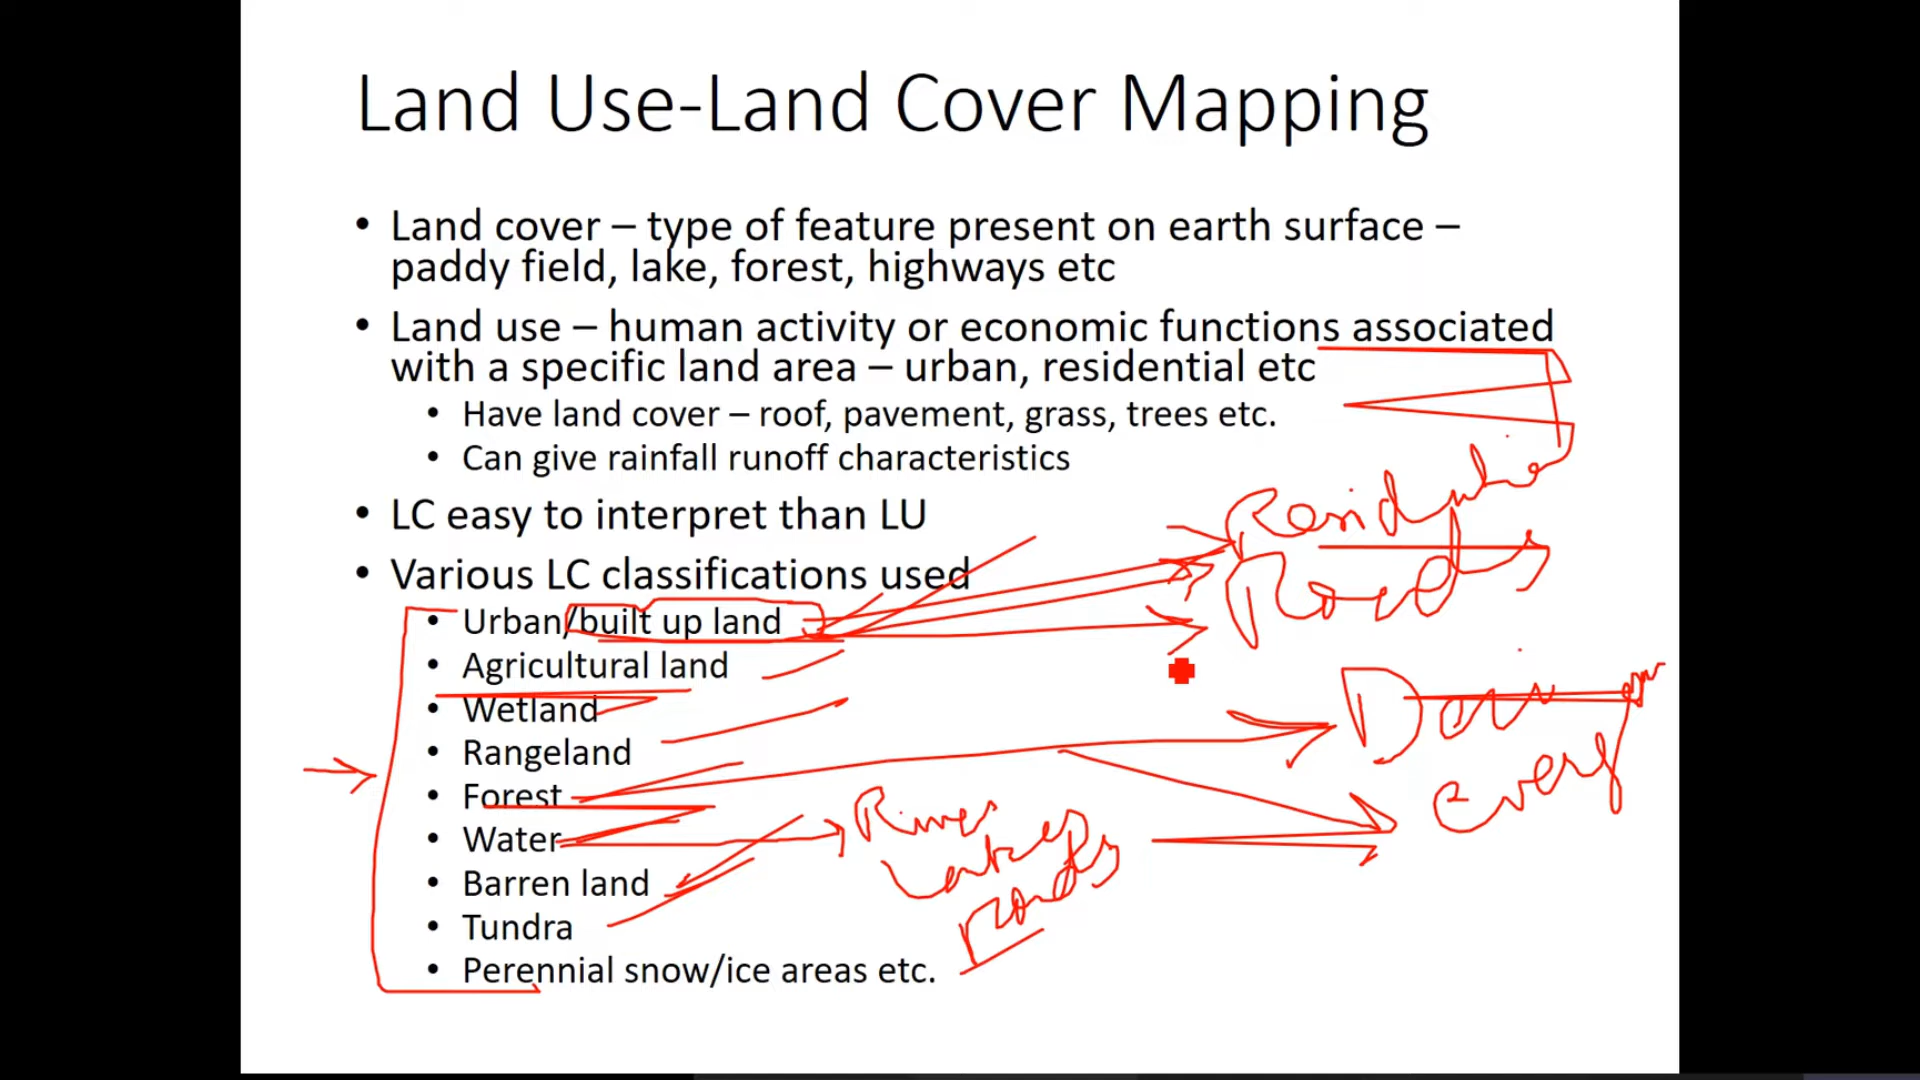 Land Use-Land Cover Mapping
• Land cover – type of feature present on earth surface –
paddy field, lake, forest, highways etc
• Land use – human activity or economic functions associated
with a specific land area – urban, residential etc
• Have land cover – roof, pavement, grass, trees etc.
• Can give rainfall runoff characteristics
• LC easy to interpret than LU
• Various LC classifications used
• Urban/built up land
• Agricultural land
• Wetland
• Rangeland
• Forest
• Water
• Barren land
• Tundra
• Perennial snow/ice areas etc.
Roads
Lakes